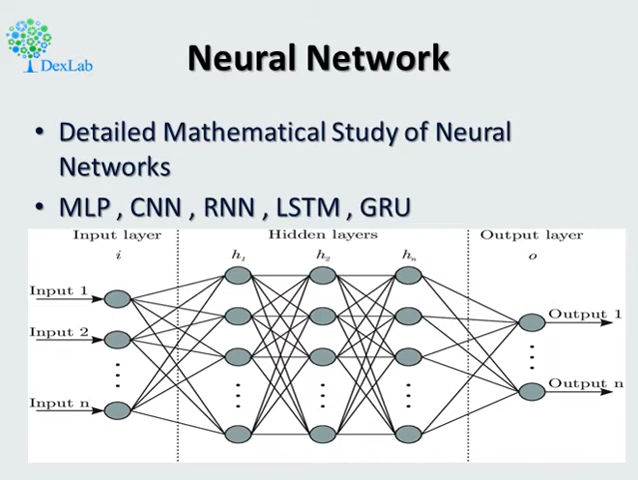 DexLab
Neural Network
• Detailed Mathematical Study of Neural
Networks
• MLP , CNN , RNN , LSTM , GRU
Input layer
Hidden layers
Output layer
i
h1
h2
hn
o
Input 1
Input 2
Input n
Output 1
Output n